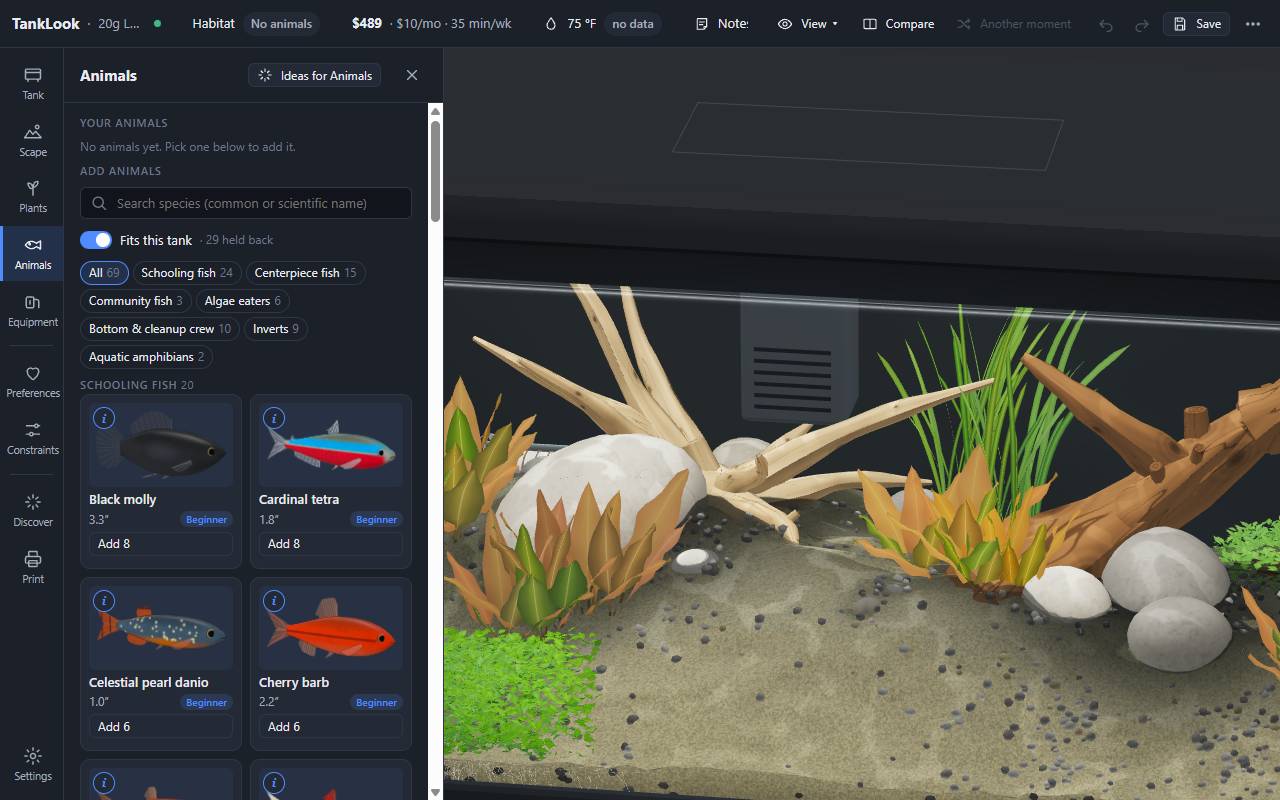 TankLook · 20g L... Habitat No animals $489 · $10/mo · 35 min/wk 75 °F no data Note View Compare Another moment Save
Tank
Scape
Plants
Animals
Equipment
Preferences
Constraints
Discover
Print
Settings
Animals
Ideas for Animals
YOUR ANIMALS
No animals yet. Pick one below to add it.
ADD ANIMALS
Search species (common or scientific name)
Fits this tank · 29 held back
All 69 Schooling fish 24 Centerpiece fish 15
Community fish 3 Algae eaters 6
Bottom & cleanup crew 10 Inverts 9
Aquatic amphibians 2
SCHOOLING FISH 20
Black molly
3.3"
Beginner
Add 8
Cardinal tetra
1.8"
Beginner
Add 8
Celestial pearl danio
1.0"
Beginner
Add 6
Cherry barb
2.2"
Beginner
Add 6